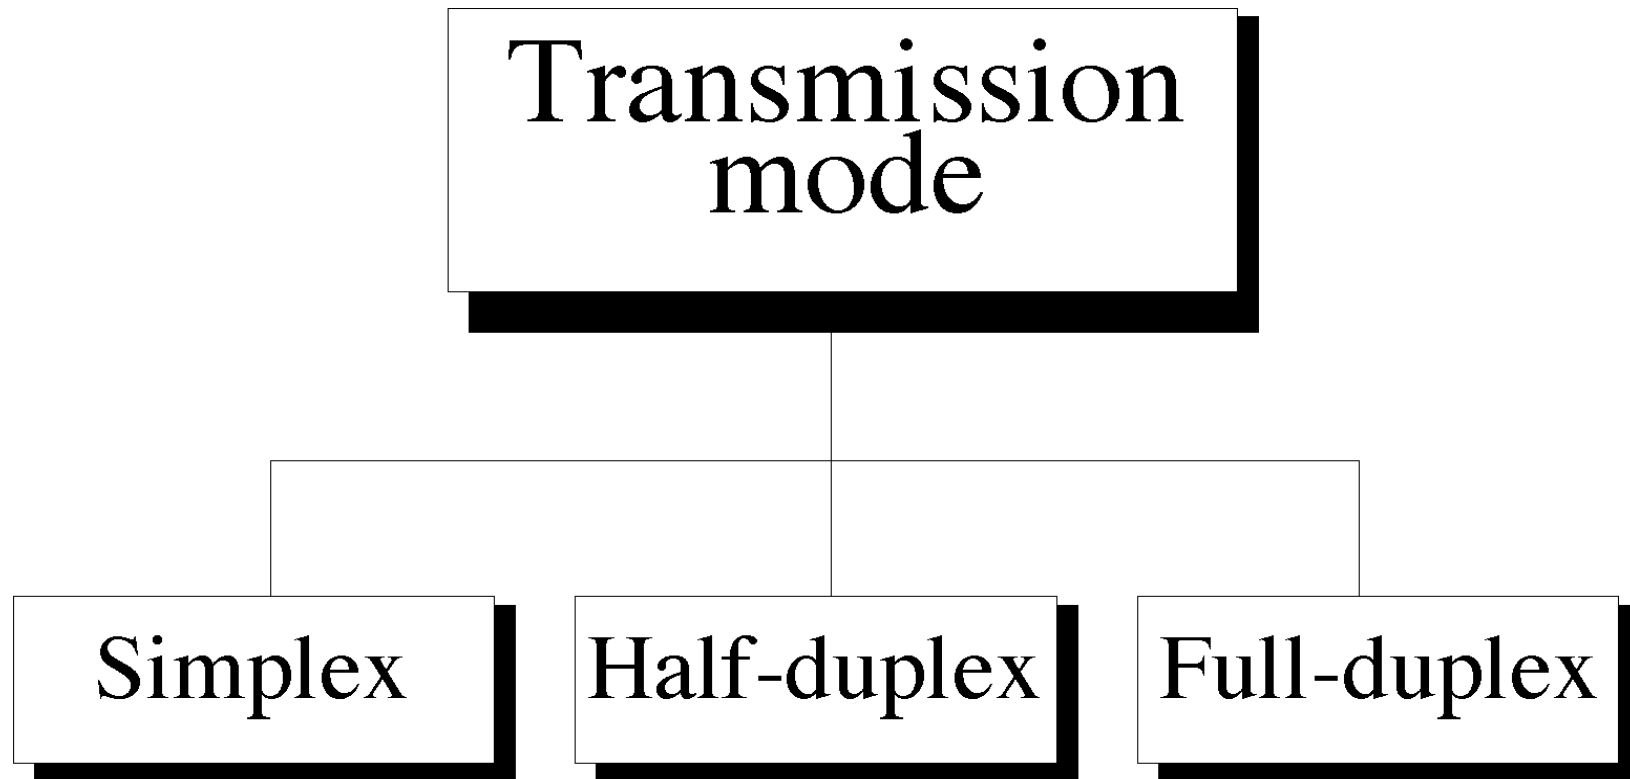 Transmission
mode
Simplex
Half-duplex
Full-duplex